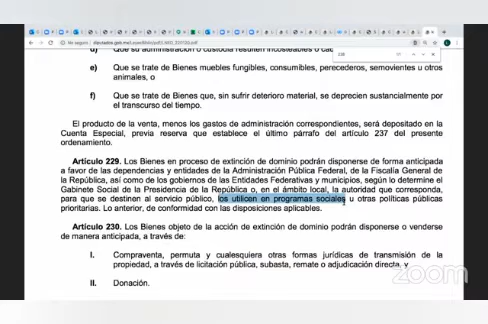 No seguro
d) Que su administración o custodia resulten incosteables o
e) Que se trate de Bienes muebles fungibles, consumibles, perecederos, semovientes u otros
animales, o
f) Que se trate de Bienes que, sin sufrir deterioro material, se deprecien sustancialmente por
el transcurso del tiempo.
El producto de la venta, menos los gastos de administración correspondientes, será depositado en la
Cuenta Especial, previa reserva que establece el último párrafo del artículo 237 del presente
ordenamiento.
Artículo 229. Los Bienes en proceso de extinción de dominio podrán disponerse de forma anticipada
a favor de las dependencias y entidades de la Administración Pública Federal, de la Fiscalía General de
la República, así como de los gobiernos de las Entidades Federativas y municipios, según lo determine el
Gabinete Social de la Presidencia de la República o, en el ámbito local, la autoridad que corresponda,
para que se destinen al servicio público, los utilicen en programas sociales u otras políticas públicas
prioritarias. Lo anterior, de conformidad con las disposiciones aplicables.
Artículo 230. Los Bienes objeto de la acción de extinción de dominio podrán disponerse o venderse
de manera anticipada, a través de:
I. Compraventa, permuta y cualesquiera otras formas jurídicas de transmisión de la
propiedad, a través de licitación pública, subasta, remate o adjudicación directa, y
II. Donación.
zoom